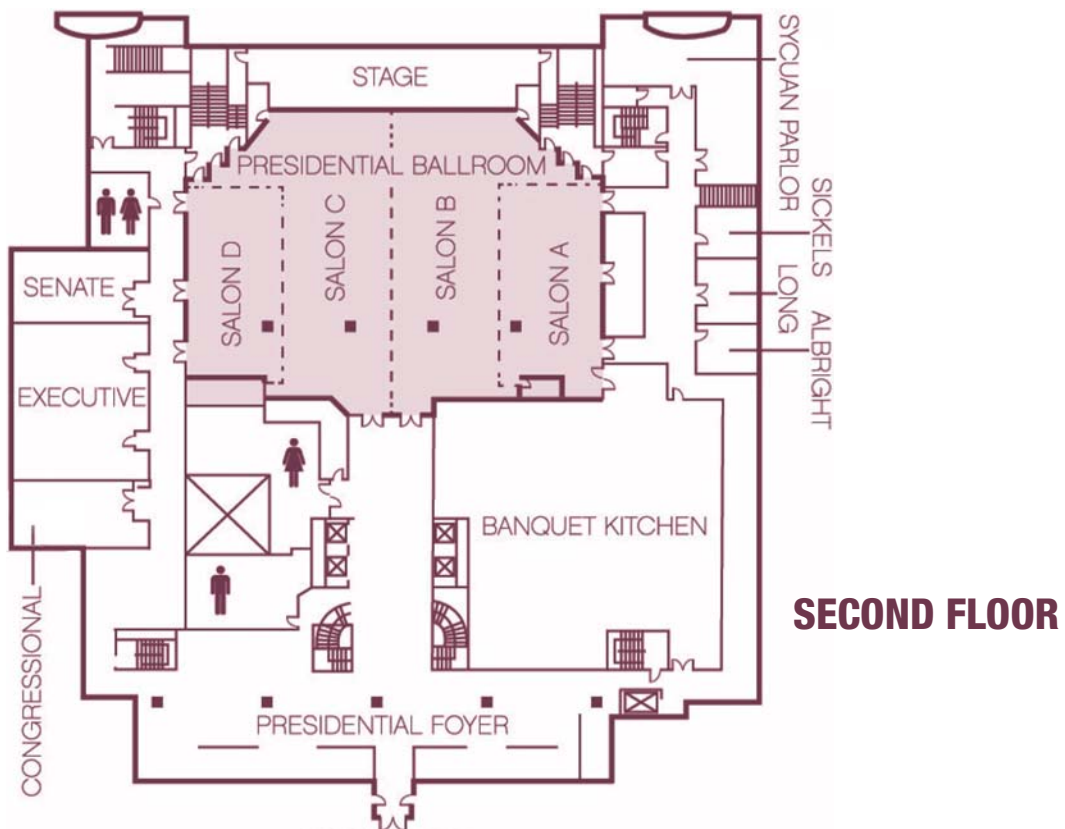 STAGE
SYCUAN PARLOR
PRESIDENTIAL BALLROOM
SALON D
SALON C
SALON B
SALON A
SICKELS
LONG
ALBRIGHT
SENATE
EXECUTIVE
BANQUET KITCHEN
CONGRESSIONAL
SECOND FLOOR
PRESIDENTIAL FOYER